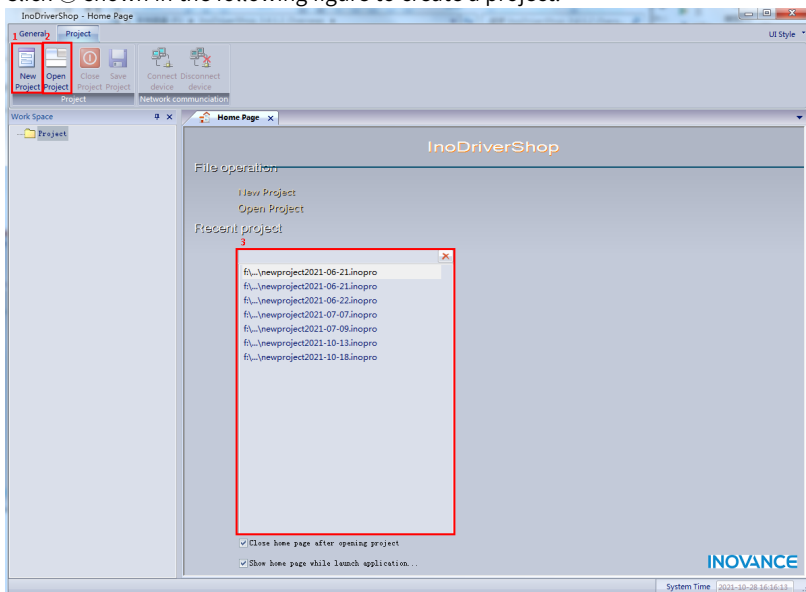 Click ① shown in the following figure to create a project.
InoDriverShop - Home Page
1 General 2 Project UI Style
New Project
Open Project
Close Project
Save Project
Connect device
Disconnect device
Project
Network communciation
Work Space
Home Page x
Project
InoDriverShop
File operation
New Project
Open Project
Recent project
3
f:\...\newproject2021-06-21.inopro
f:\...\newproject2021-06-21.inopro
f:\...\newproject2021-06-22.inopro
f:\...\newproject2021-07-07.inopro
f:\...\newproject2021-07-09.inopro
f:\...\newproject2021-10-13.inopro
f:\...\newproject2021-10-18.inopro
Close home page after opening project
Show home page while launch application...
INOVANCE
System Time 2021-10-28 16:16:13